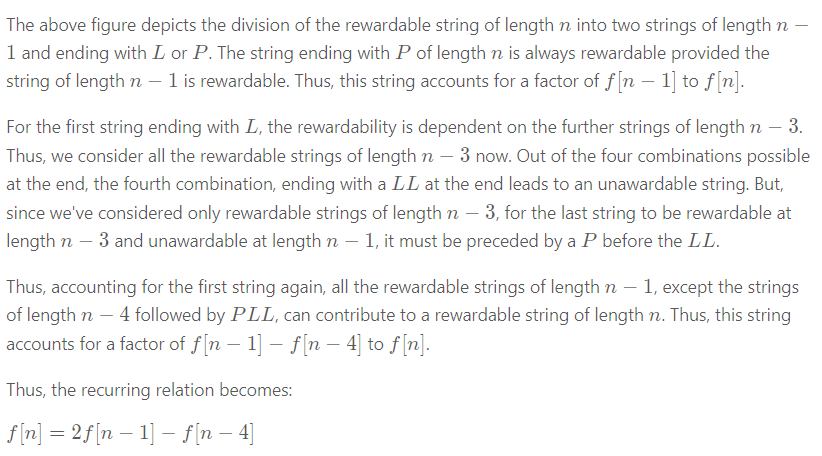 The above figure depicts the division of the rewardable string of length n into two strings of length n −
1 and ending with L or P. The string ending with P of length n is always rewardable provided the
string of length n − 1 is rewardable. Thus, this string accounts for a factor of f[n − 1] to f[n].
For the first string ending with L, the rewardability is dependent on the further strings of length n − 3.
Thus, we consider all the rewardable strings of length n − 3 now. Out of the four combinations possible
at the end, the fourth combination, ending with a LL at the end leads to an unawardable string. But,
since we've considered only rewardable strings of length n − 3, for the last string to be rewardable at
length n − 3 and unawardable at length n − 1, it must be preceded by a P before the LL.
Thus, accounting for the first string again, all the rewardable strings of length n − 1, except the strings
of length n − 4 followed by PLL, can contribute to a rewardable string of length n. Thus, this string
accounts for a factor of f[n − 1] − f[n − 4] to f[n].
Thus, the recurring relation becomes:
f[n] = 2f[n − 1] − f[n − 4]